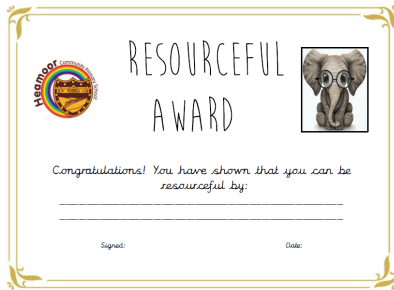 Heamoor
Community Primary School
RESOURCEFUL
AWARD
Congratulations! You have shown that you can be
resourceful by:
Signed:
Date: